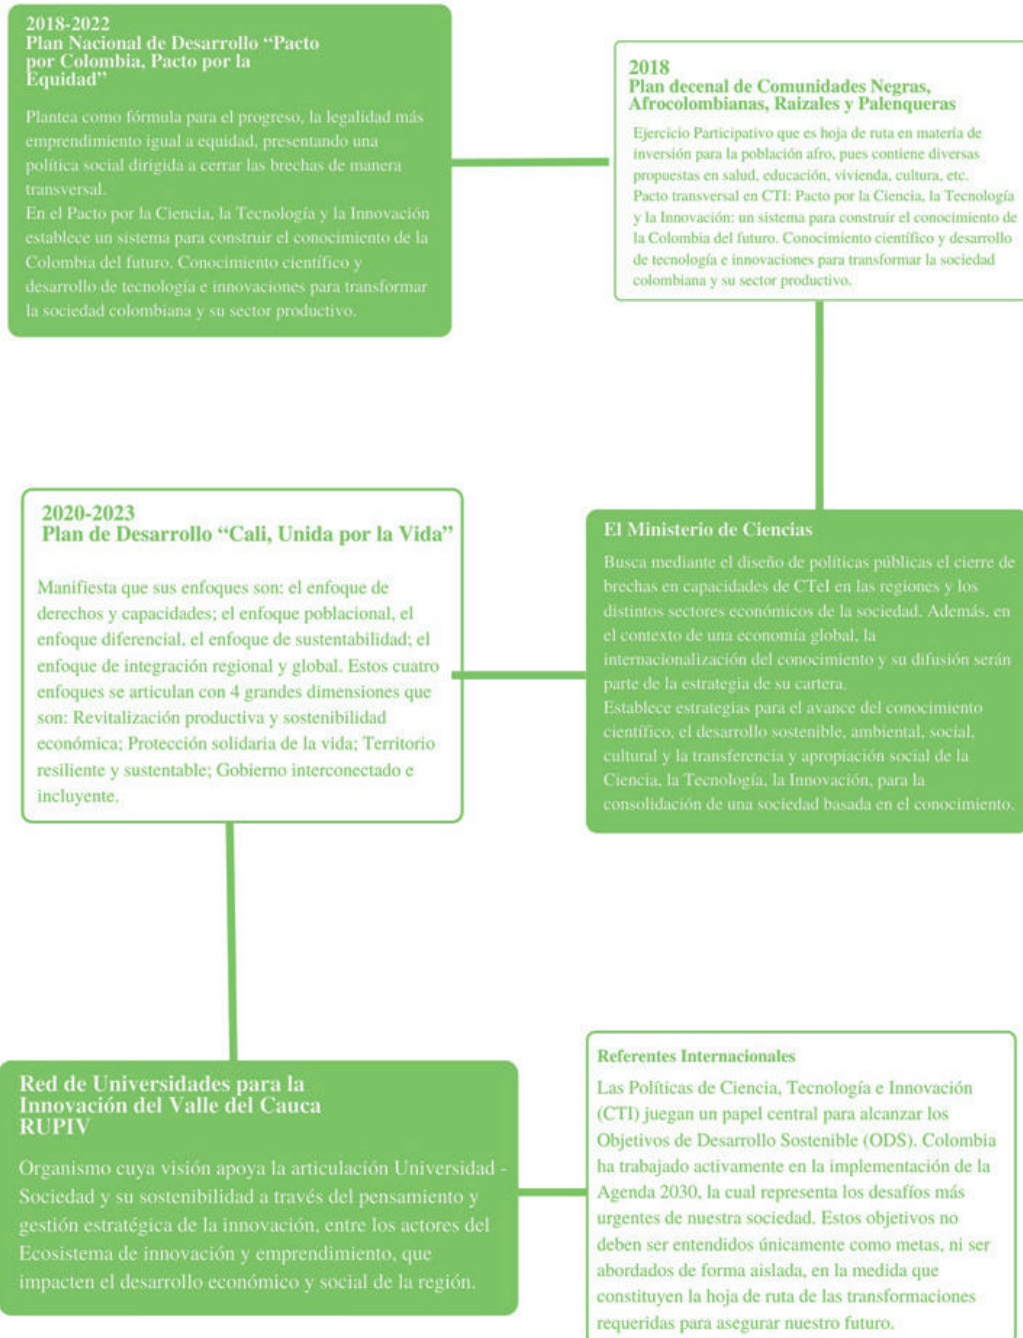 2018-2022
Plan Nacional de Desarrollo “Pacto
por Colombia, Pacto por la
Equidad”
Plantea como fórmula para el progreso, la legalidad más
emprendimiento igual a equidad, presentando una
política social dirigida a cerrar las brechas de manera
transversal.
En el Pacto por la Ciencia, la Tecnología y la Innovación
establece un sistema para construir el conocimiento de la
Colombia del futuro. Conocimiento científico y
desarrollo de tecnología e innovaciones para transformar
la sociedad colombiana y su sector productivo.
2018
Plan decenal de Comunidades Negras,
Afrocolombianas, Raizales y Palenqueras
Ejercicio Participativo que es hoja de ruta en materia de
inversión para la población afro, pues contiene diversas
propuestas en salud, educación, vivienda, cultura, etc.
Pacto transversal en CTI: Pacto por la Ciencia, la Tecnología
y la Innovación: un sistema para construir el conocimiento de
la Colombia del futuro. Conocimiento científico y desarrollo
de tecnología e innovaciones para transformar la sociedad
colombiana y su sector productivo.
2020-2023
Plan de Desarrollo “Cali, Unida por la Vida”
Manifiesta que sus enfoques son: el enfoque de
derechos y capacidades; el enfoque poblacional, el
enfoque diferencial, el enfoque de sustentabilidad; el
enfoque de integración regional y global. Estos cuatro
enfoques se articulan con 4 grandes dimensiones que
son: Revitalización productiva y sostenibilidad
económica; Protección solidaria de la vida; Territorio
resiliente y sustentable; Gobierno interconectado e
incluyente.
El Ministerio de Ciencias
Busca mediante el diseño de políticas públicas el cierre de
brechas en capacidades de CTeI en las regiones y los
distintos sectores económicos de la sociedad. Además, en
el contexto de una economía global, la
internacionalización del conocimiento y su difusión serán
parte de la estrategia de su cartera.
Establece estrategias para el avance del conocimiento
científico, el desarrollo sostenible, ambiental, social,
cultural y la transferencia y apropiación social de la
Ciencia, la Tecnología, la Innovación, para la
consolidación de una sociedad basada en el conocimiento.
Red de Universidades para la
Innovación del Valle del Cauca
RUPIV
Organismo cuya visión apoya la articulación Universidad -
Sociedad y su sostenibilidad a través del pensamiento y
gestión estratégica de la innovación, entre los actores del
Ecosistema de innovación y emprendimiento, que
impacten el desarrollo económico y social de la región.
Referentes Internacionales
Las Políticas de Ciencia, Tecnología e Innovación
(CTI) juegan un papel central para alcanzar los
Objetivos de Desarrollo Sostenible (ODS). Colombia
ha trabajado activamente en la implementación de la
Agenda 2030, la cual representa los desafíos más
urgentes de nuestra sociedad. Estos objetivos no
deben ser entendidos únicamente como metas, ni ser
abordados de forma aislada, en la medida que
constituyen la hoja de ruta de las transformaciones
requeridas para asegurar nuestro futuro.